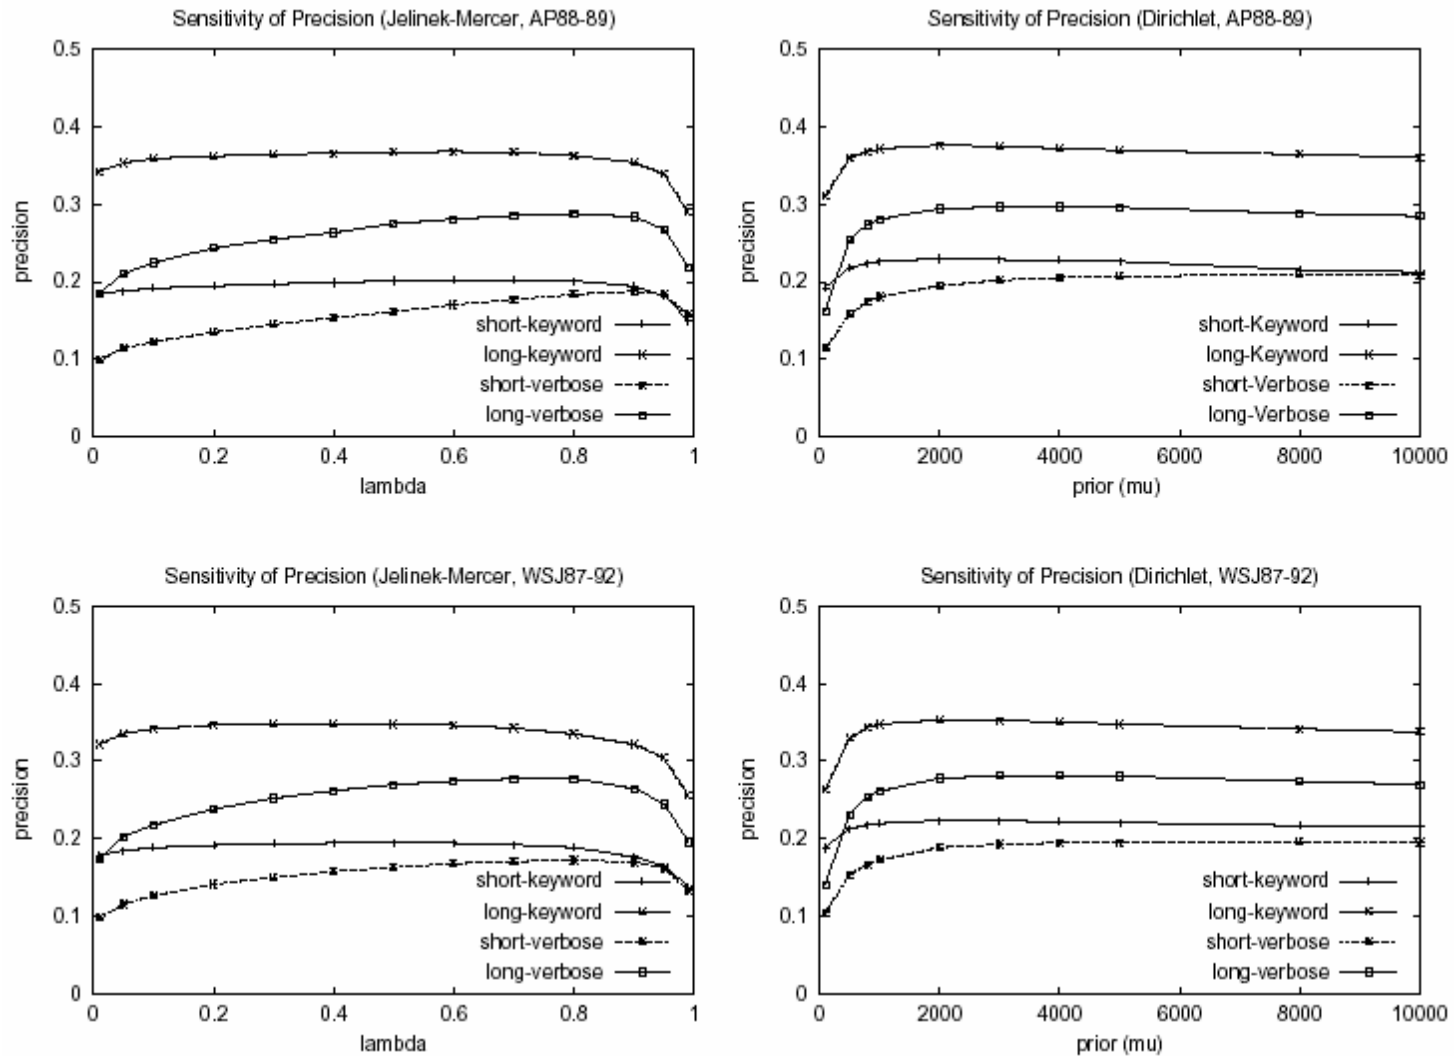 Sensitivity of Precision (Jelinek-Mercer, AP88-89)
0.5
0.4
0.3
0.2
0.1
0
precision
short-keyword
long-keyword
short-verbose
long-verbose
0 0.2 0.4 0.6 0.8 1
lambda
Sensitivity of Precision (Dirichlet, AP88-89)
0.5
0.4
0.3
0.2
0.1
0
precision
short-Keyword
long-Keyword
short-Verbose
long-Verbose
0 2000 4000 6000 8000 10000
prior (mu)
Sensitivity of Precision (Jelinek-Mercer, WSJ87-92)
0.5
0.4
0.3
0.2
0.1
0
precision
short-keyword
long-keyword
short-verbose
long-verbose
0 0.2 0.4 0.6 0.8 1
lambda
Sensitivity of Precision (Dirichlet, WSJ87-92)
0.5
0.4
0.3
0.2
0.1
0
precision
short-keyword
long-keyword
short-verbose
long-verbose
0 2000 4000 6000 8000 10000
prior (mu)